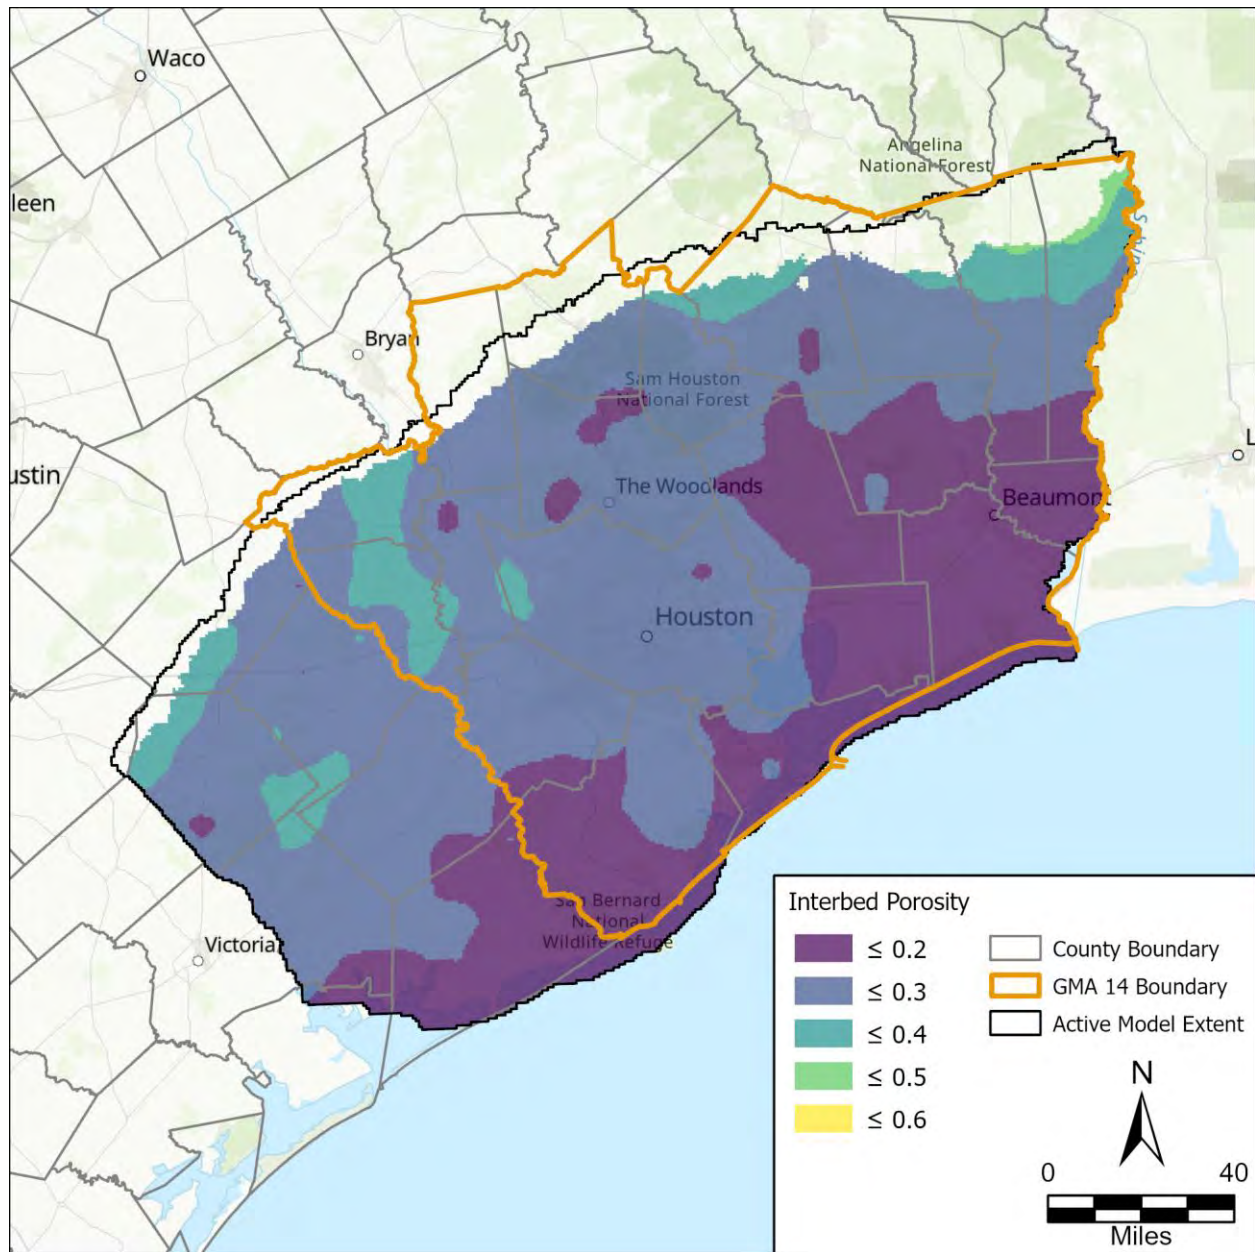 Waco
Angelina
National Forest
leen
Bryan
Sam Houston
National Forest
ustin
L
The Woodlands
Beaumont
Houston
San Bernard
National
Wildlife Refuge
Victoria
Interbed Porosity
≤ 0.2
≤ 0.3
≤ 0.4
≤ 0.5
≤ 0.6
County Boundary
GMA 14 Boundary
Active Model Extent
N
0 40
Miles